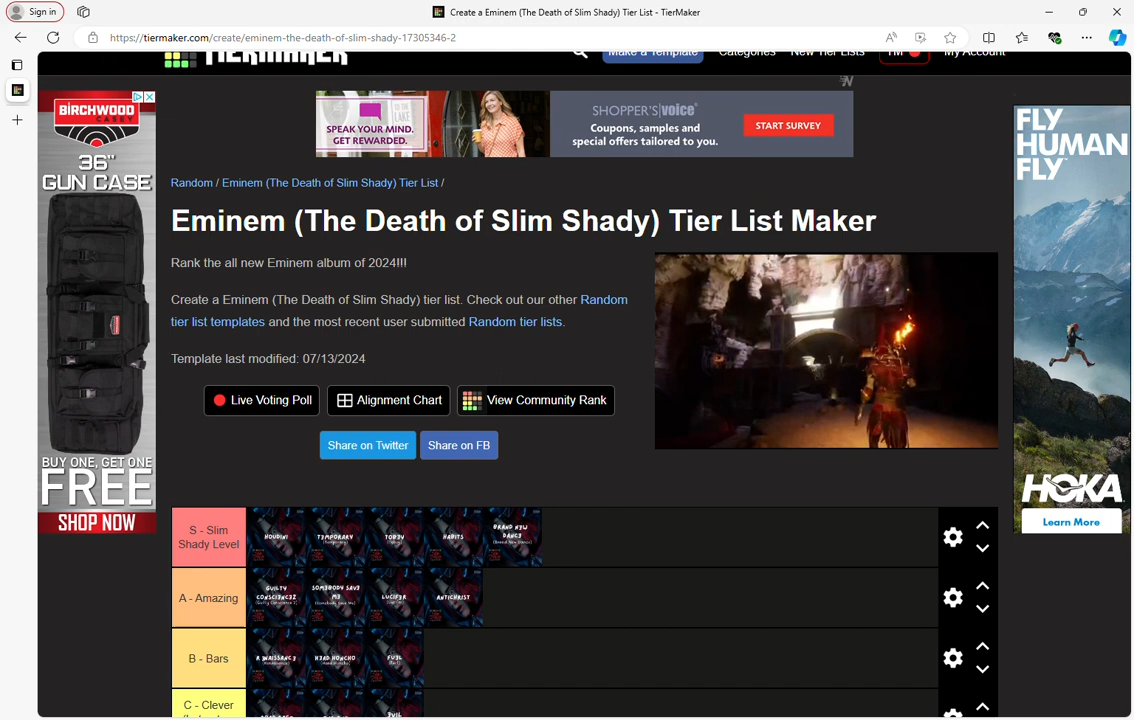 Sign in
Create a Eminem (The Death of Slim Shady) Tier List - TierMaker
https://tiermaker.com/create/eminem-the-death-of-slim-shady-17305346-2
TIERMAKER
Make a Template
Categories
New Tier Lists
TM
My Account
BIRCHWOOD
CASEY
36"
GUN CASE
BUY ONE, GET ONE
FREE
SHOP NOW
SPEAK YOUR MIND.
GET REWARDED.
SHOPPER'S VOICE
Coupons, samples and
special offers tailored to you.
START SURVEY
FLY
HUMAN
FLY
HOKA
Learn More
Random / Eminem (The Death of Slim Shady) Tier List /
Eminem (The Death of Slim Shady) Tier List Maker
Rank the all new Eminem album of 2024!!!
Create a Eminem (The Death of Slim Shady) tier list. Check out our other Random
tier list templates and the most recent user submitted Random tier lists.
Template last modified: 07/13/2024
Live Voting Poll
Alignment Chart
View Community Rank
Share on Twitter
Share on FB
S - Slim
Shady Level
HOUDINI
TEMPORARY
TOBEY
HABITS
BRAND NEW
DANCE
A - Amazing
GUILTY
CONSCIENCE2
SOMEBODY SAVE
ME
LUCIFER
ANTICHRIST
B - Bars
RENAISSANCE
HEAD HONCHO
FUEL
C - Clever
EVIL